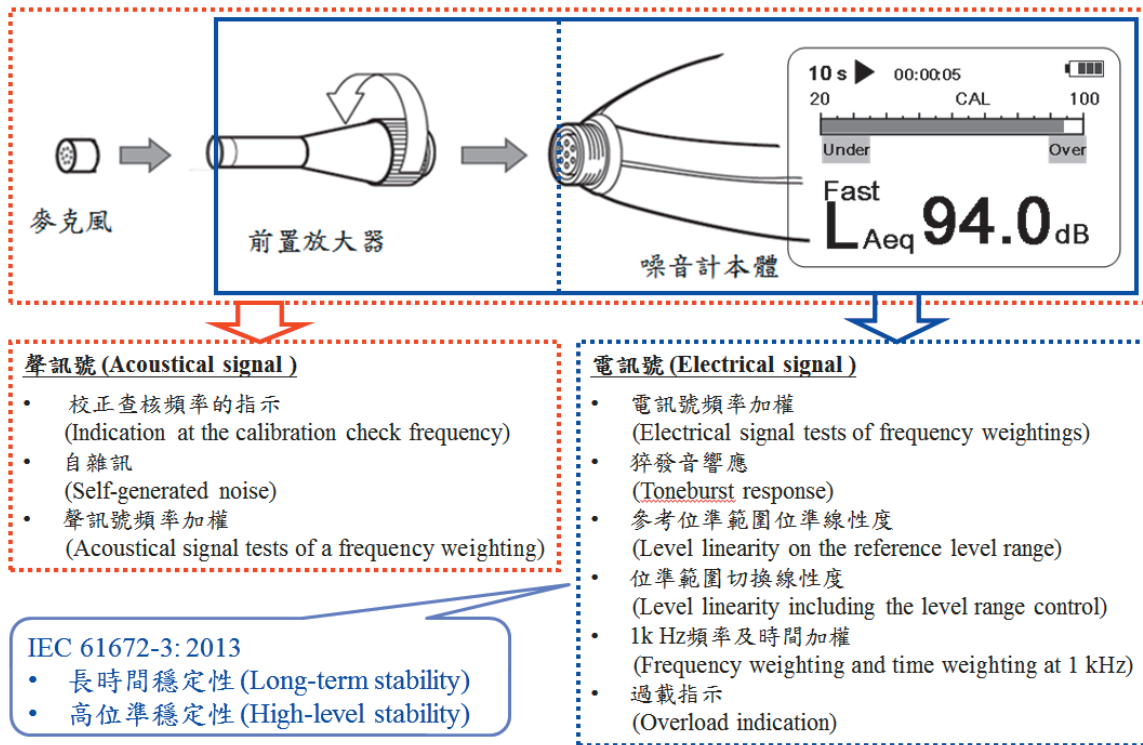 10 s 00:00:05
20 CAL 100
Under Over
Fast
LAeq 94.0 dB
麥克風
前置放大器
噪音計本體
聲訊號 (Acoustical signal )
• 校正查核頻率的指示
(Indication at the calibration check frequency)
• 自雜訊
(Self-generated noise)
• 聲訊號頻率加權
(Acoustical signal tests of a frequency weighting)
電訊號 (Electrical signal )
• 電訊號頻率加權
(Electrical signal tests of frequency weightings)
• 猝發音響應
(Toneburst response)
• 參考位準範圍位準線性度
(Level linearity on the reference level range)
• 位準範圍切換線性度
(Level linearity including the level range control)
• 1k Hz頻率及時間加權
(Frequency weighting and time weighting at 1 kHz)
• 過載指示
(Overload indication)
IEC 61672-3: 2013
• 長時間穩定性 (Long-term stability)
• 高位準穩定性 (High-level stability)